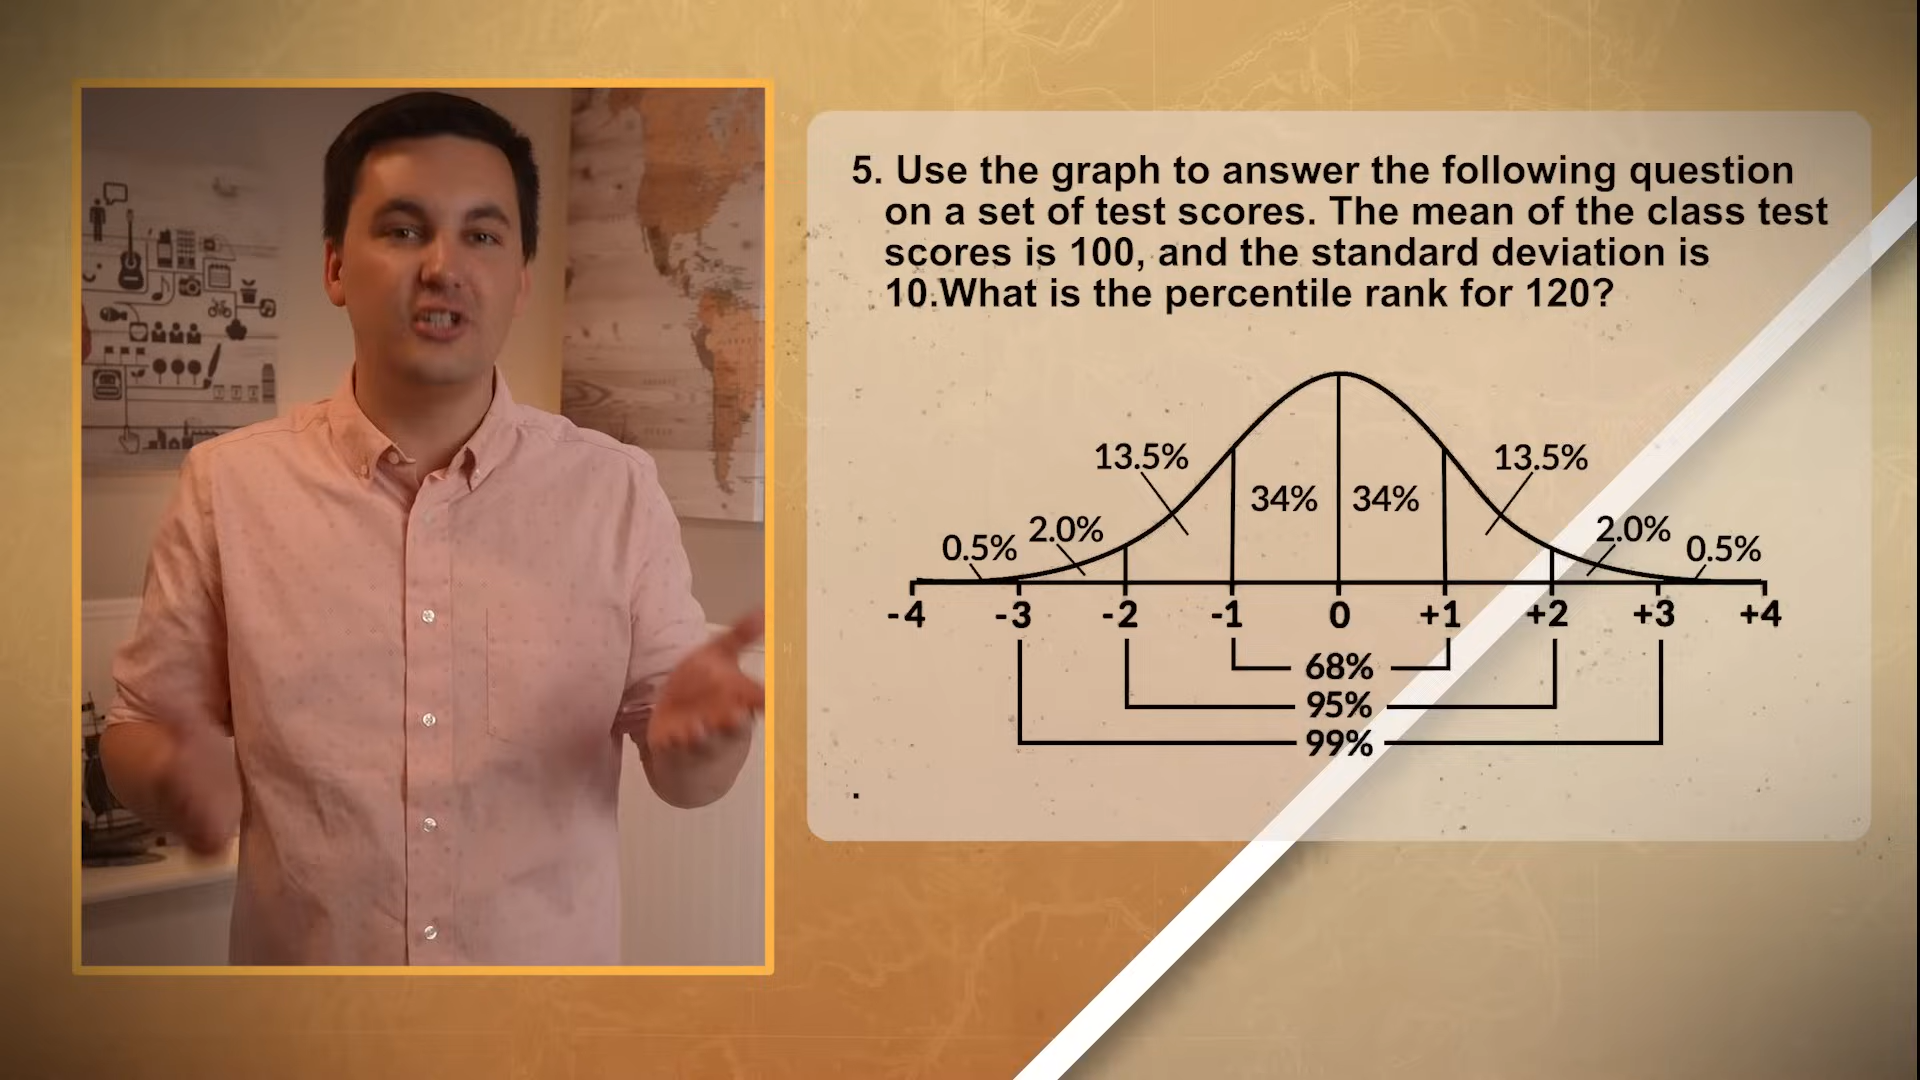 5. Use the graph to answer the following question
on a set of test scores. The mean of the class test
scores is 100, and the standard deviation is
10.What is the percentile rank for 120?
13.5% 13.5%
34% 34%
0.5% 2.0% 2.0% 0.5%
-4 -3 -2 -1 0 +1 +2 +3 +4
68%
95%
99%
.